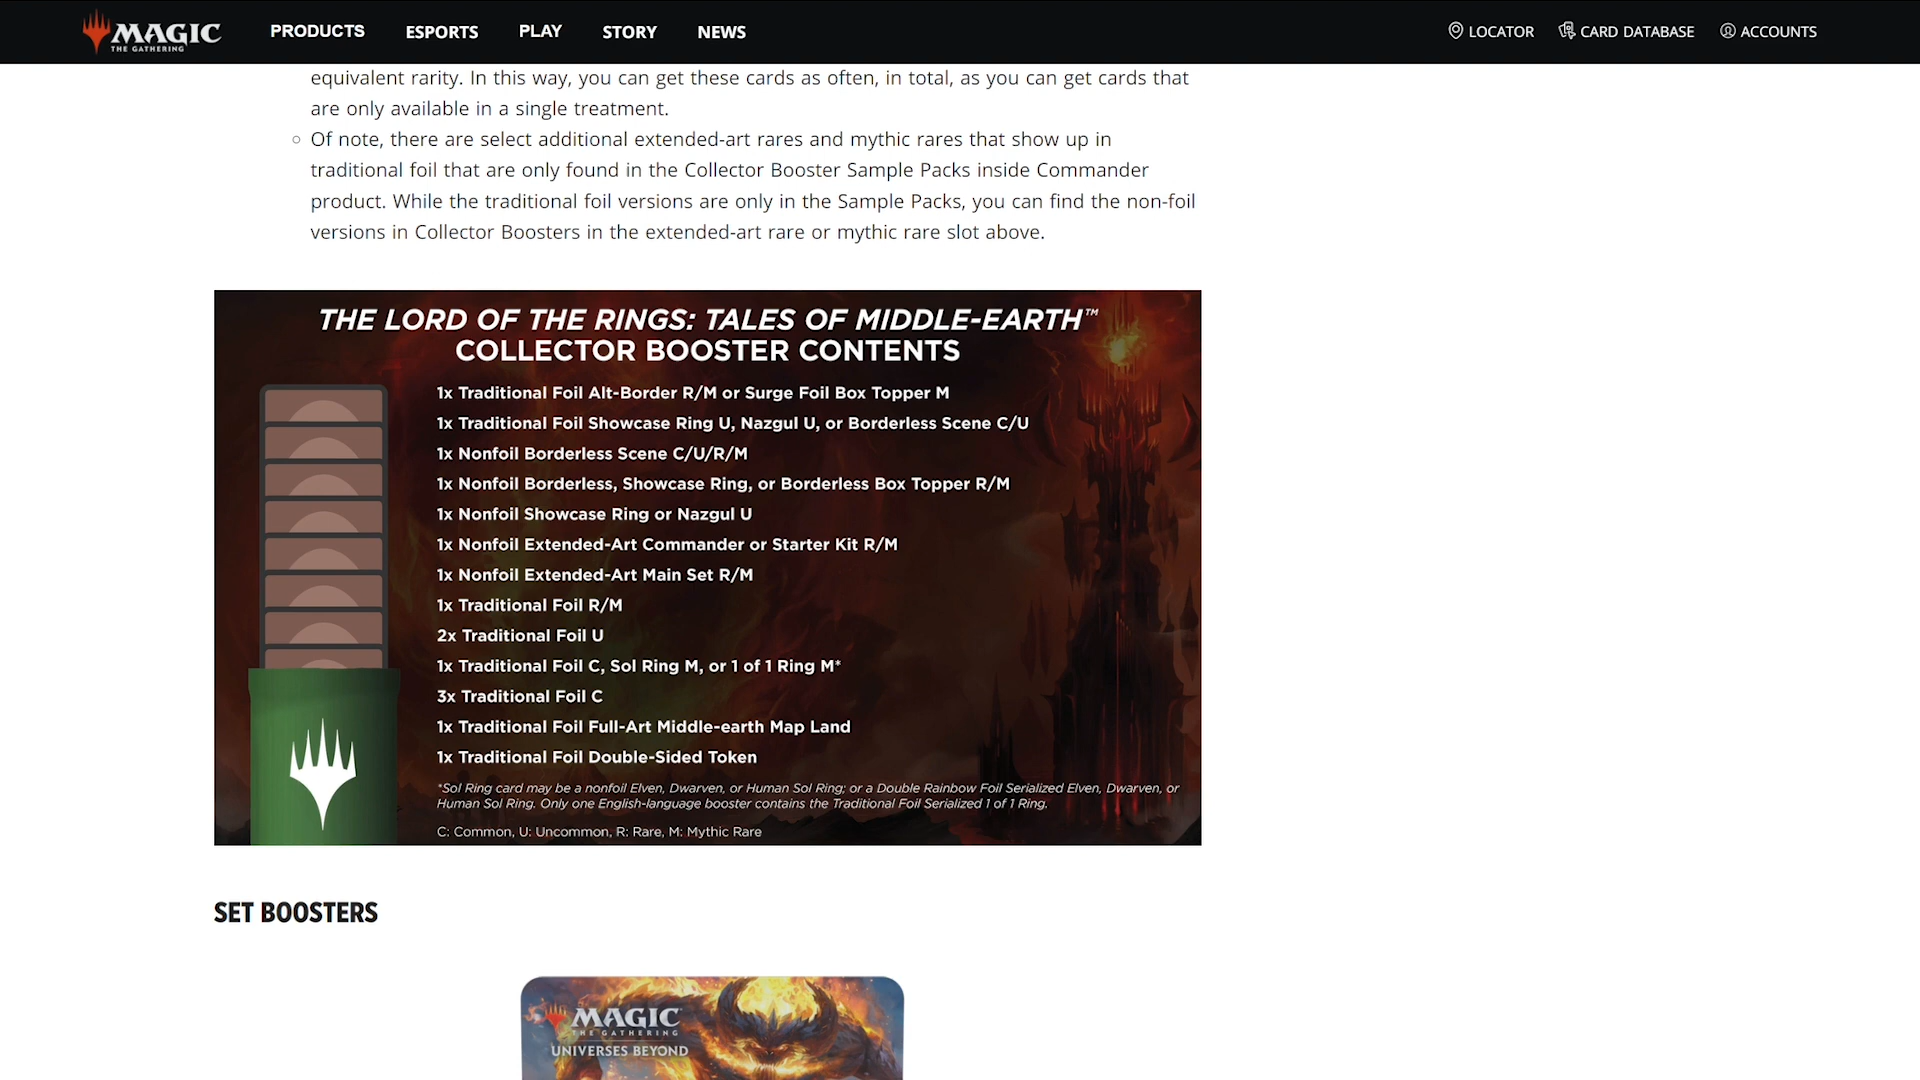 MAGIC
THE GATHERING
PRODUCTS
ESPORTS
PLAY
STORY
NEWS
LOCATOR
CARD DATABASE
ACCOUNTS
equivalent rarity. In this way, you can get these cards as often, in total, as you can get cards that
are only available in a single treatment.
Of note, there are select additional extended-art rares and mythic rares that show up in
traditional foil that are only found in the Collector Booster Sample Packs inside Commander
product. While the traditional foil versions are only in the Sample Packs, you can find the non-foil
versions in Collector Boosters in the extended-art rare or mythic rare slot above.
THE LORD OF THE RINGS: TALES OF MIDDLE-EARTH™
COLLECTOR BOOSTER CONTENTS
1x Traditional Foil Alt-Border R/M or Surge Foil Box Topper M
1x Traditional Foil Showcase Ring U, Nazgul U, or Borderless Scene C/U
1x Nonfoil Borderless Scene C/U/R/M
1x Nonfoil Borderless, Showcase Ring, or Borderless Box Topper R/M
1x Nonfoil Showcase Ring or Nazgul U
1x Nonfoil Extended-Art Commander or Starter Kit R/M
1x Nonfoil Extended-Art Main Set R/M
1x Traditional Foil R/M
2x Traditional Foil U
1x Traditional Foil C, Sol Ring M, or 1 of 1 Ring M*
3x Traditional Foil C
1x Traditional Foil Full-Art Middle-earth Map Land
1x Traditional Foil Double-Sided Token
*Sol Ring card may be a nonfoil Elven, Dwarven, or Human Sol Ring; or a Double Rainbow Foil Serialized Elven, Dwarven, or
Human Sol Ring. Only one English-language booster contains the Traditional Foil Serialized 1 of 1 Ring.
C: Common, U: Uncommon, R: Rare, M: Mythic Rare
SET BOOSTERS
MAGIC
THE GATHERING
UNIVERSES BEYOND